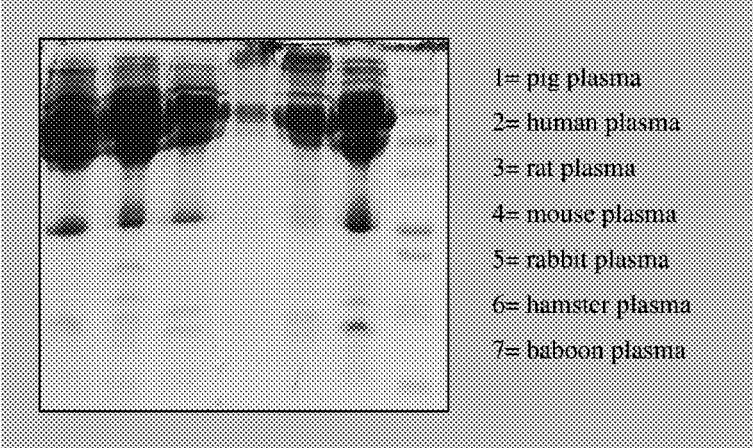 1= pig plasma
2= human plasma
3= rat plasma
4= mouse plasma
5= rabbit plasma
6= hamster plasma
7= baboon plasma